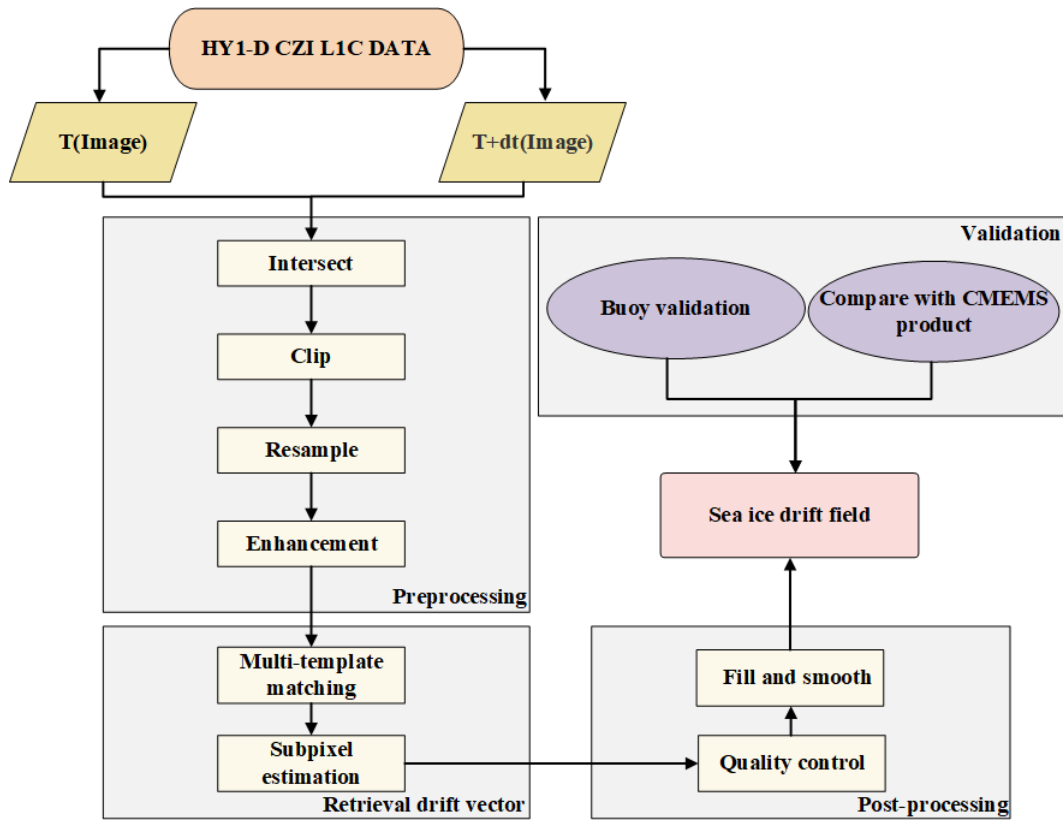 HY1-D CZI L1C DATA
T(Image)
T+dt(Image)
Intersect
Clip
Resample
Enhancement
Preprocessing
Multi-template
matching
Subpixel
estimation
Retrieval drift vector
Validation
Buoy validation
Compare with CMEMS
product
Sea ice drift field
Fill and smooth
Quality control
Post-processing